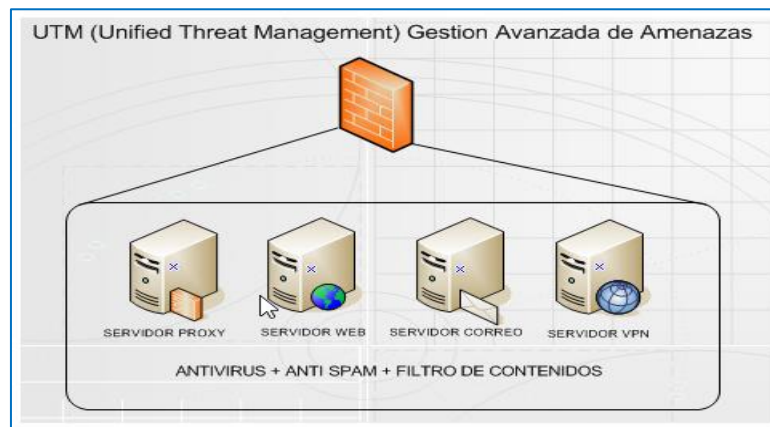 UTM (Unified Threat Management) Gestion Avanzada de Amenazas
SERVIDOR PROXY
SERVIDOR WEB
SERVIDOR CORREO
SERVIDOR VPN
ANTIVIRUS + ANTI SPAM + FILTRO DE CONTENIDOS